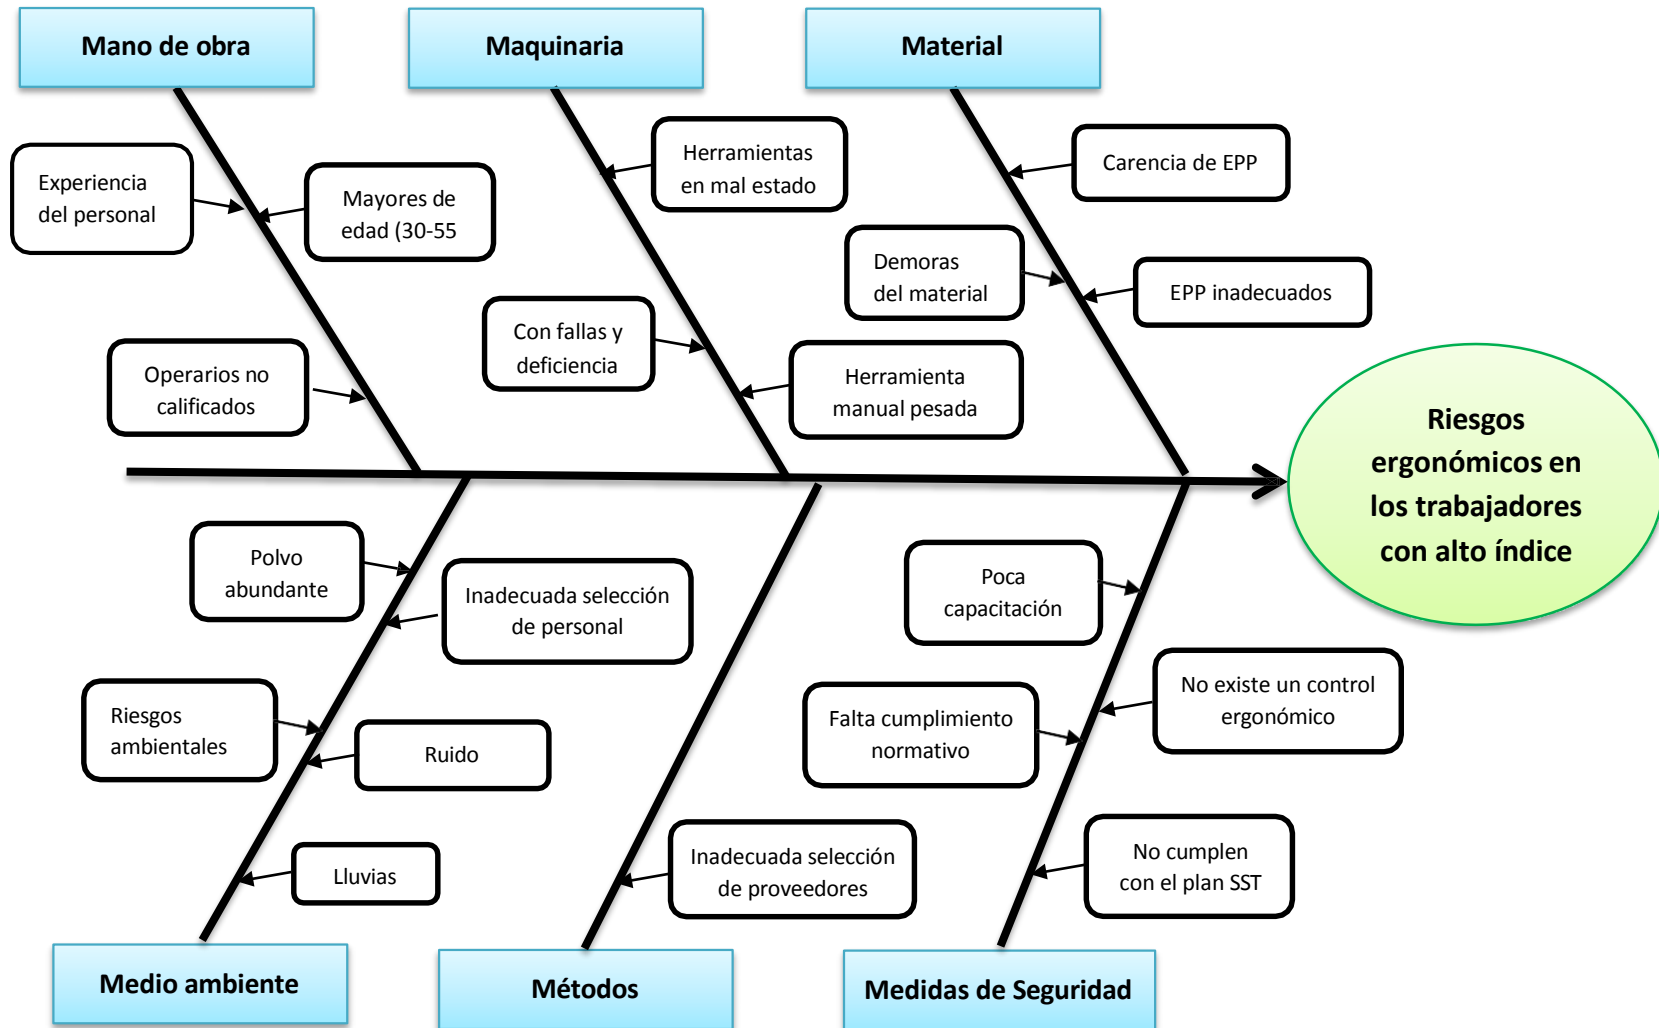 Mano de obra
Maquinaria
Material
Experiencia
del personal
Mayores de
edad (30-55
Operarios no
calificados
Herramientas
en mal estado
Con fallas y
deficiencia
Herramienta
manual pesada
Carencia de EPP
Demoras
del material
EPP inadecuados
Riesgos
ergonómicos en
los trabajadores
con alto índice
Polvo
abundante
Inadecuada selección
de personal
Riesgos
ambientales
Ruido
Lluvias
Inadecuada selección
de proveedores
Poca
capacitación
No existe un control
ergonómico
Falta cumplimiento
normativo
No cumplen
con el plan SST
Medio ambiente
Métodos
Medidas de Seguridad